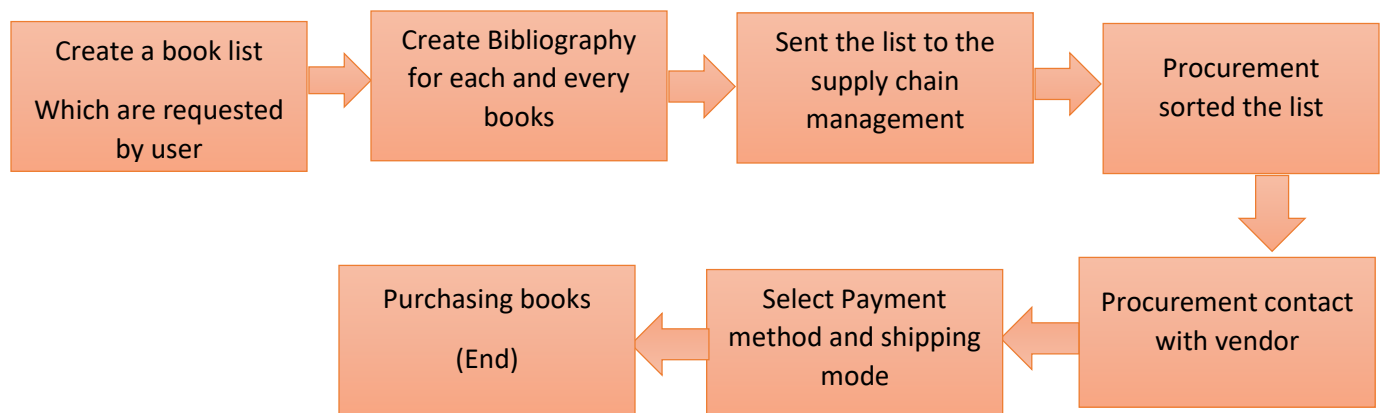 Create a book list
Which are requested
by user
Create Bibliography
for each and every
books
Sent the list to the
supply chain
management
Procurement
sorted the list
Procurement contact
with vendor
Select Payment
method and shipping
mode
Purchasing books
(End)